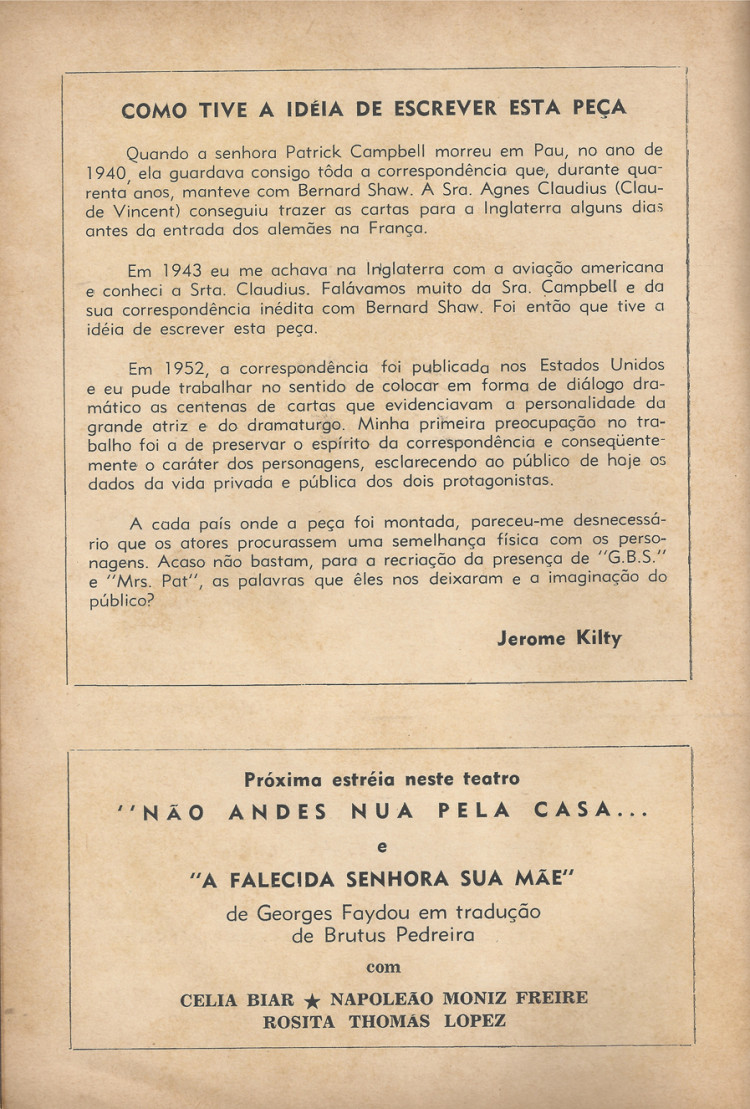 COMO TIVE A IDÉIA DE ESCREVER ESTA PEÇA
Quando a senhora Patrick Campbell morreu em Pau, no ano de
1940, ela guardava consigo tôda a correspondência que, durante qua-
renta anos, manteve com Bernard Shaw. A Sra. Agnes Claudius (Clau-
de Vincent) conseguiu trazer as cartas para a Inglaterra alguns dias
antes da entrada dos alemães na França.
Em 1943 eu me achava na Inglaterra com a aviação americana
e conheci a Srta. Claudius. Falávamos muito da Sra. Campbell e da
sua correspondência inédita com Bernard Shaw. Foi então que tive a
idéia de escrever esta peça.
Em 1952, a correspondência foi publicada nos Estados Unidos
e eu pude trabalhar no sentido de colocar em forma de diálogo dra-
mático as centenas de cartas que evidenciavam a personalidade da
grande atriz e do dramaturgo. Minha primeira preocupação no tra-
balho foi a de preservar o espírito da correspondência e conseqüente-
mente o caráter dos personagens, esclarecendo ao público de hoje os
dados da vida privada e pública dos dois protagonistas.
A cada país onde a peça foi montada, pareceu-me desnecessá-
rio que os atores procurassem uma semelhança física com os perso-
nagens. Acaso não bastam, para a recriação da presença de "G.B.S."
e "Mrs. Pat", as palavras que êles nos deixaram e a imaginação do
público?
Jerome Kilty
Próxima estréia neste teatro
''NÃO ANDES NUA PELA CASA...
e
"A FALECIDA SENHORA SUA MÃE"
de Georges Faydou em tradução
de Brutus Pedreira
com
CELIA BIAR ★ NAPOLEÃO MONIZ FREIRE
ROSITA THOMÁS LOPEZ